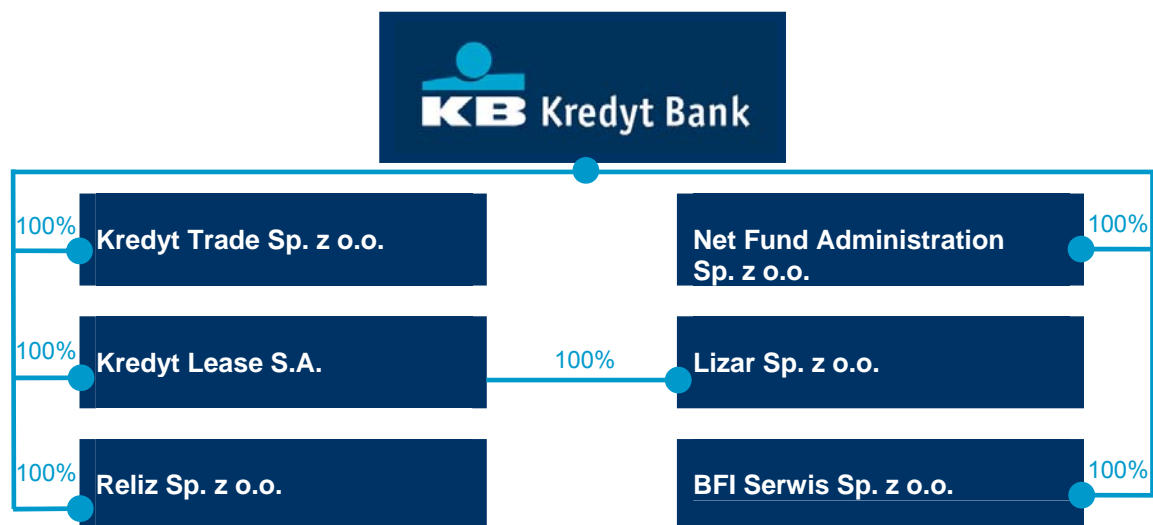 KB Kredyt Bank
100%
Kredyt Trade Sp. z o.o.
Net Fund Administration
Sp. z o.o.
100%
100%
Kredyt Lease S.A.
100%
Lizar Sp. z o.o.
100%
Reliz Sp. z o.o.
BFI Serwis Sp. z o.o.
100%